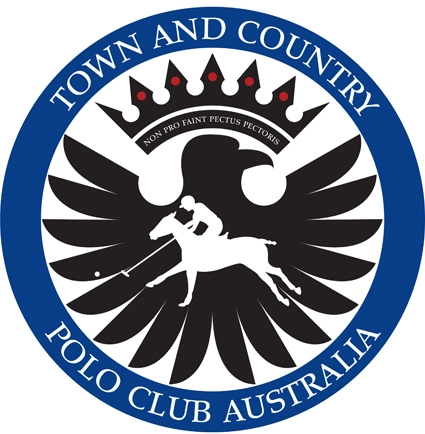 TOWN AND COUNTRY
NON PRO FAINT PECTUS PECTORIS
POLO CLUB AUSTRALIA